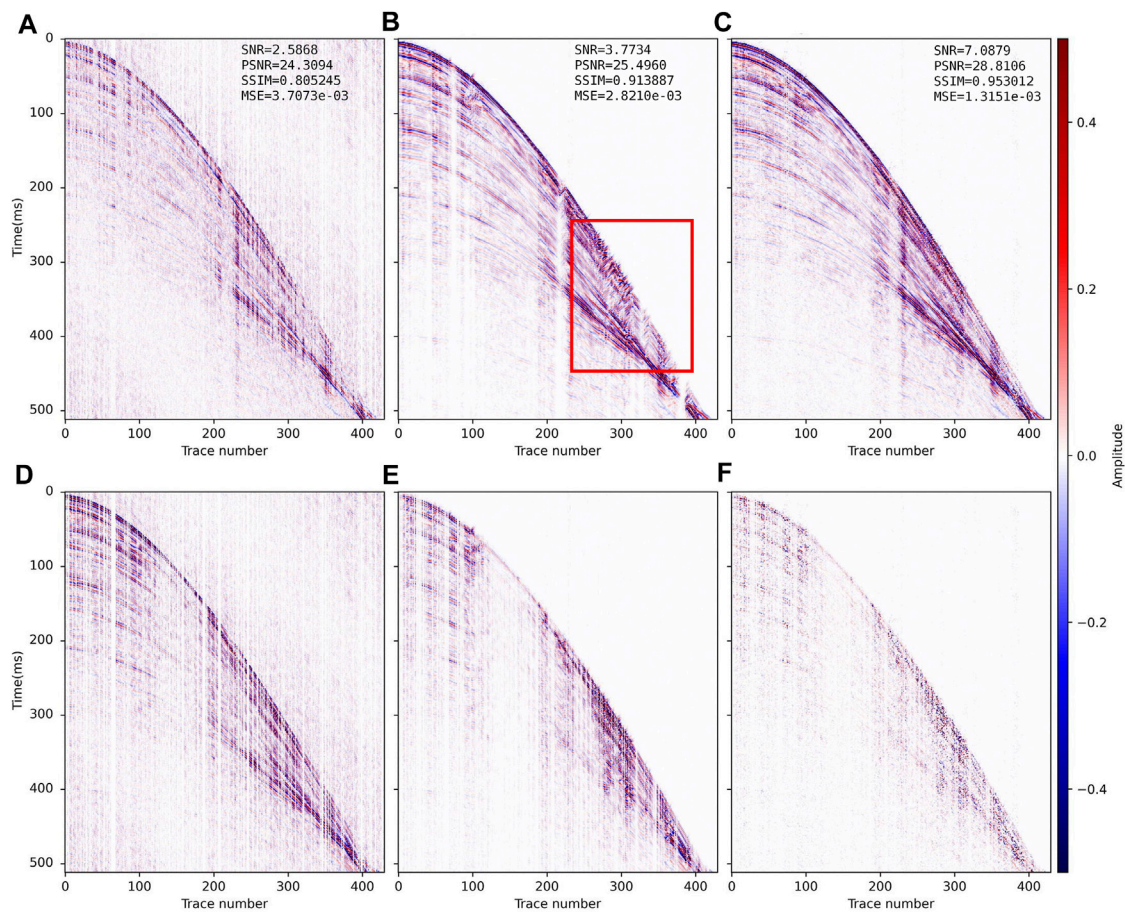 A
B
C
SNR=2.5868
PSNR=24.3094
SSIM=0.805245
MSE=3.7073e-03
SNR=3.7734
PSNR=25.4960
SSIM=0.913887
MSE=2.8210e-03
SNR=7.0879
PSNR=28.8106
SSIM=0.953012
MSE=1.3151e-03
0
100
200
300
400
500
Time(ms)
0 100 200 300 400
Trace number
0 100 200 300 400
Trace number
0 100 200 300 400
Trace number
D
E
F
0
100
200
300
400
500
Time(ms)
0 100 200 300 400
Trace number
0 100 200 300 400
Trace number
0 100 200 300 400
Trace number
0.4
0.2
0.0
−0.2
−0.4
Amplitude